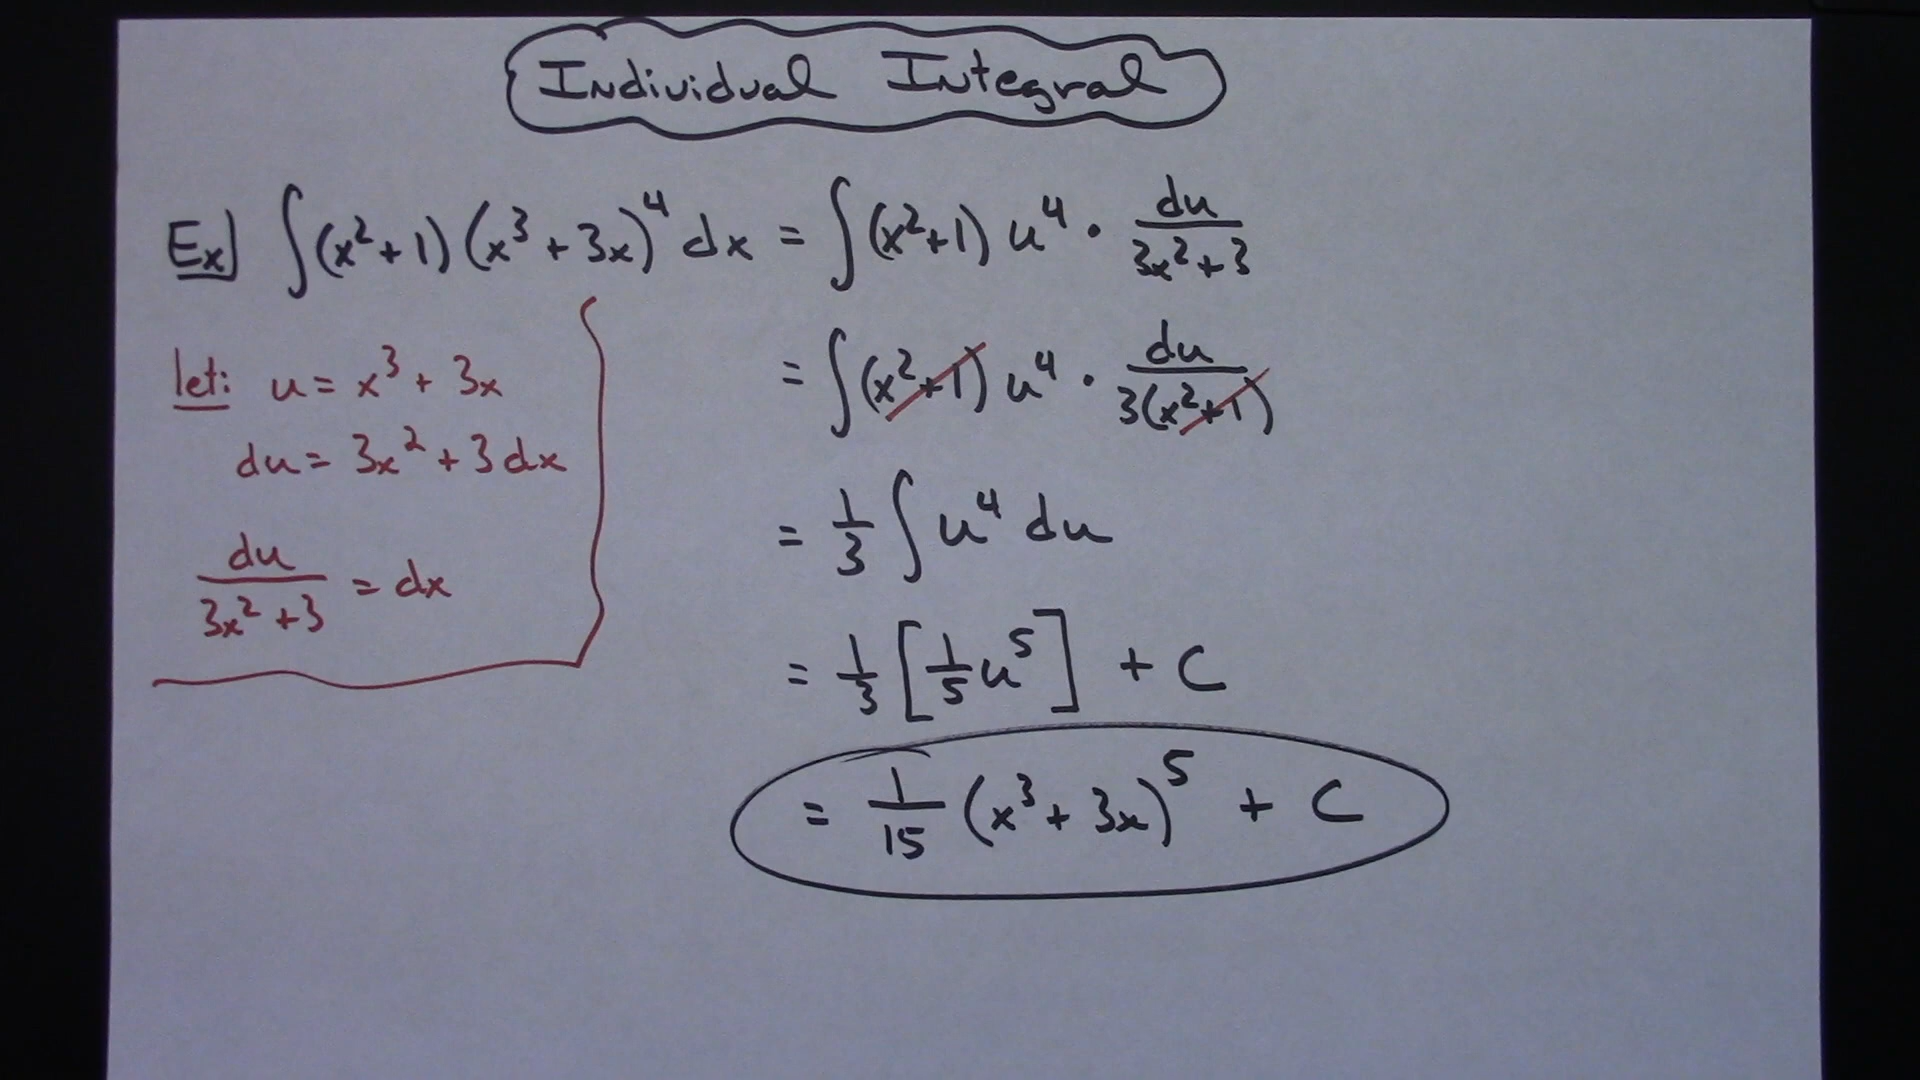 Individual Integral
Ex) ∫(x²+1)(x³+3x)⁴ dx = ∫(x²+1) u⁴ · du/(3x²+3)
let: u = x³+3x
du = 3x²+3dx
du/(3x²+3) = dx
= ∫(x²+1) u⁴ · du/(3(x²+1))
= 1/3 ∫ u⁴ du
= 1/3 [1/5 u⁵] + C
= 1/15 (x³+3x)⁵ + C